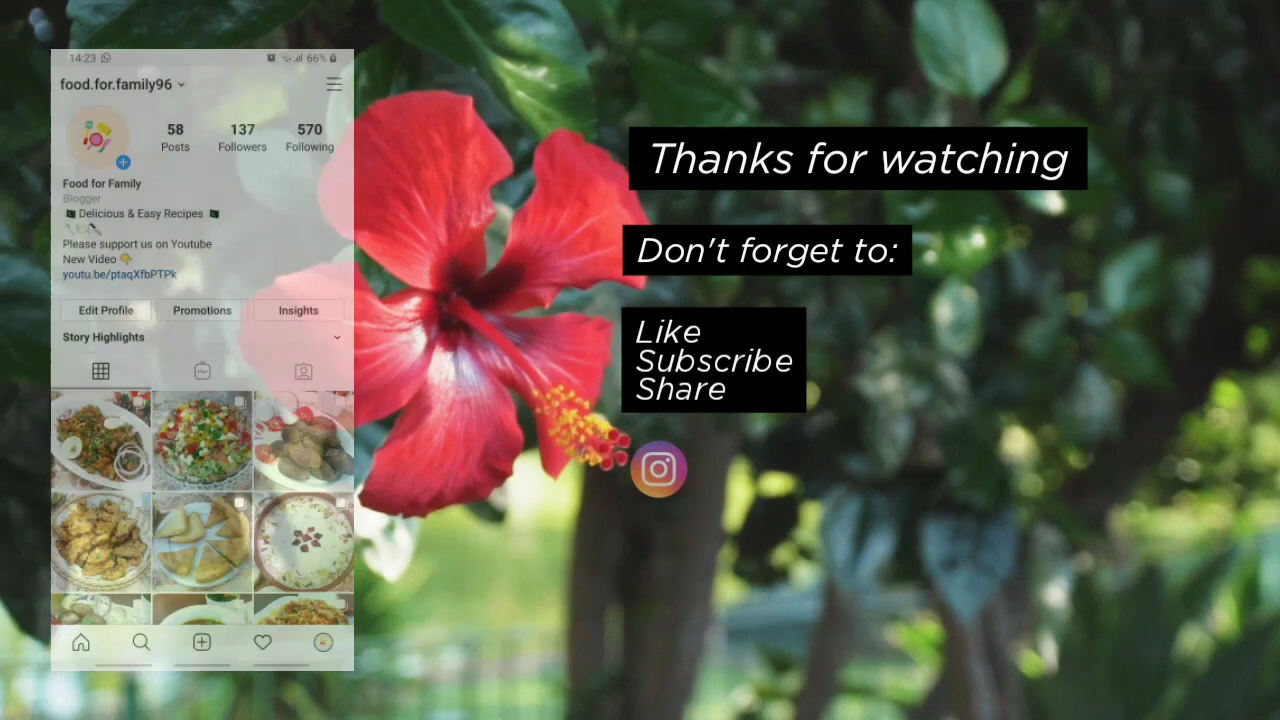 14:23
66%
food.for.family96
58
137
570
Posts
Followers
Following
Food for Family
Blogger
Delicious & Easy Recipes
Please support us on Youtube
New Video
youtu.be/ptaqXfbPTPk
Edit Profile
Promotions
Insights
Story Highlights
Thanks for watching
Don't forget to:
Like
Subscribe
Share